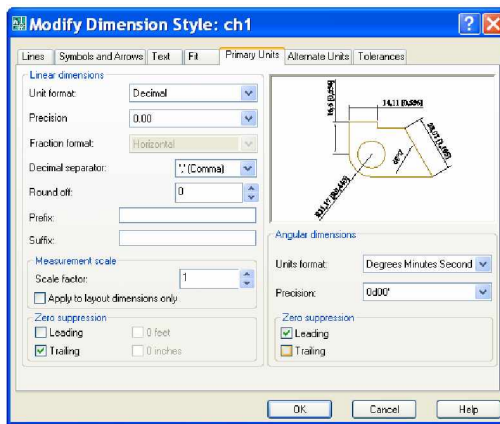 Modify Dimension Style: ch1
Lines Symbols and Arrows Text Fit Primary Units Alternate Units Tolerances
Linear dimensions
Unit format: Decimal
Precision 0.00
Fraction format: Horizontal
Decimal separator: ',' (Comma)
Round off: 0
Prefix:
Suffix:
Measurement scale
Scale factor: 1
Apply to layout dimensions only
Zero suppression
Leading 0 feet
Trailing 0 inches
14,11 [0,556]
Angular dimensions
Units format: Degrees Minutes Second
Precision: 0d00'
Zero suppression
Leading
Trailing
OK Cancel Help